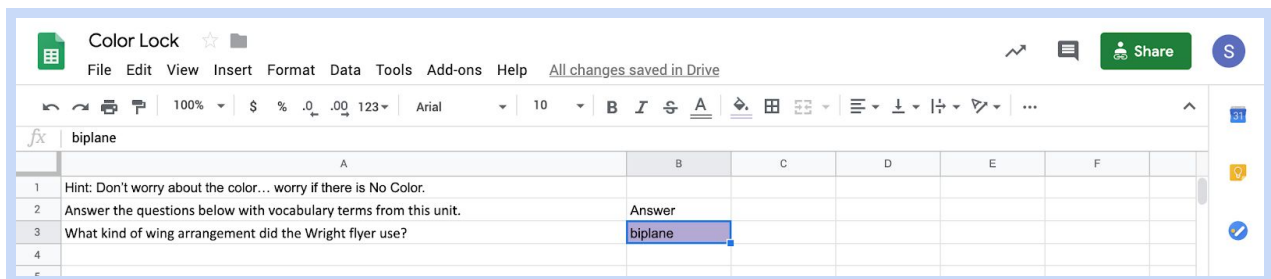 Color Lock
File Edit View Insert Format Data Tools Add-ons Help All changes saved in Drive
Share
S
100% $ % .0 .00 123 Arial 10 B I S A ...
31
fx biplane
A B C D E F
1 Hint: Don't worry about the color... worry if there is No Color.
2 Answer the questions below with vocabulary terms from this unit. Answer
3 What kind of wing arrangement did the Wright flyer use? biplane
4